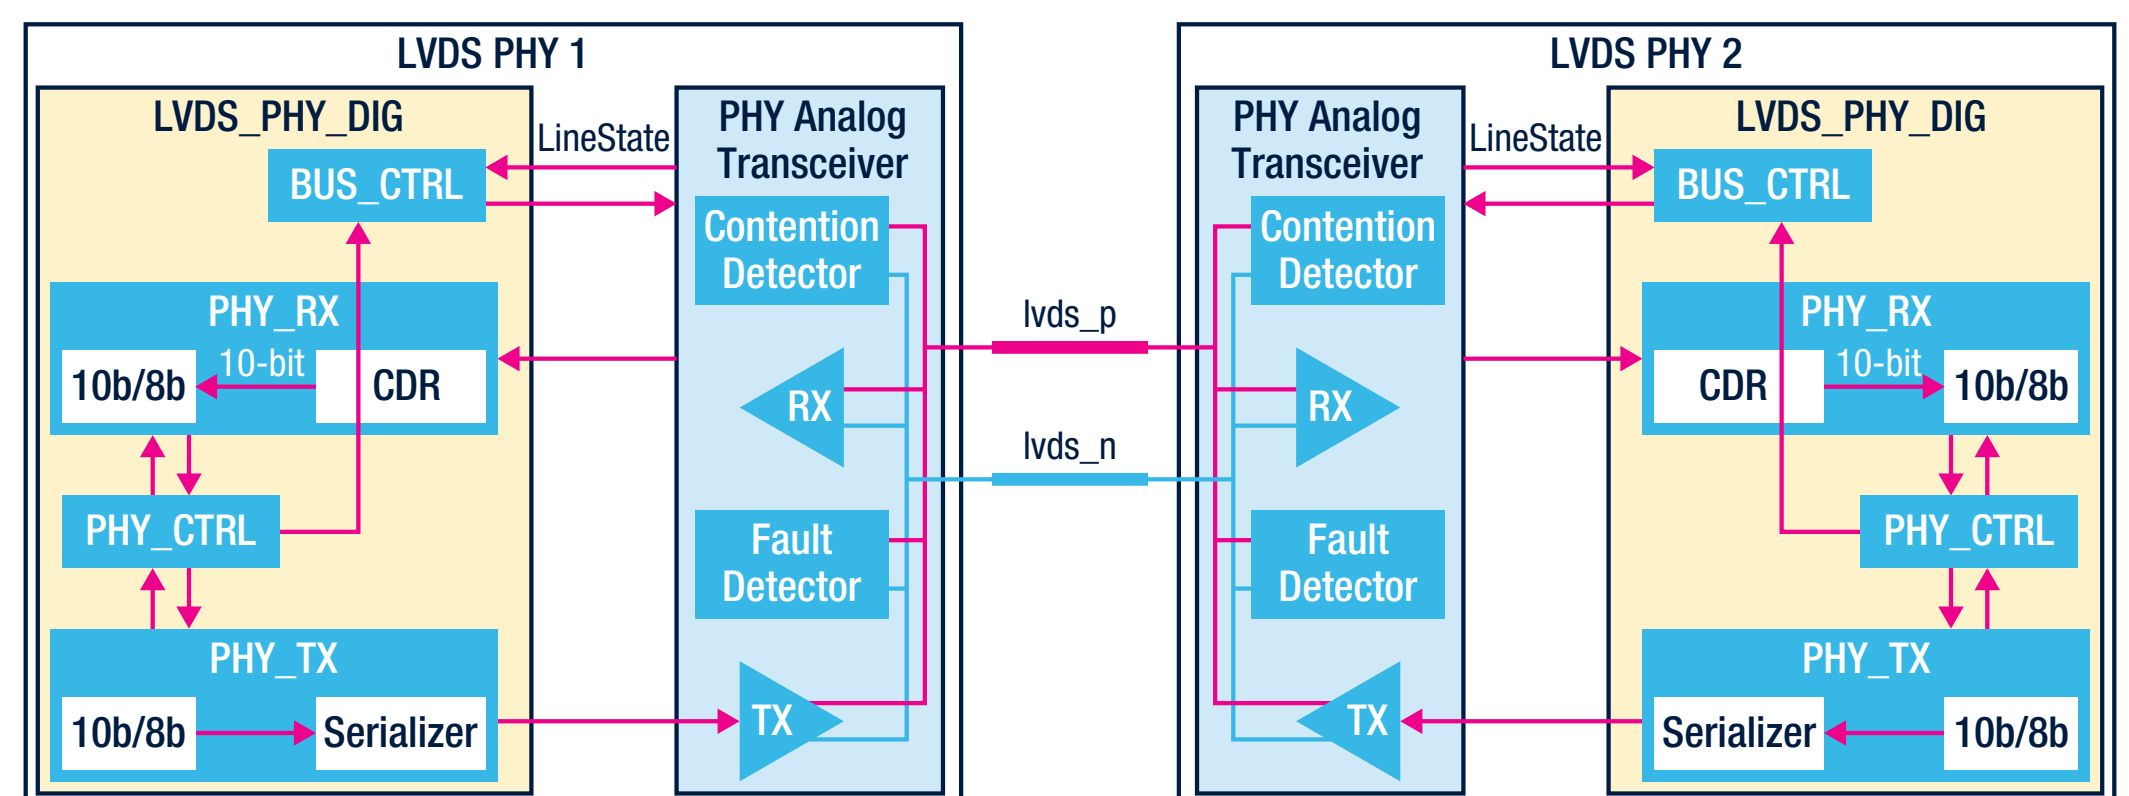 LVDS PHY 1
LVDS_PHY_DIG
BUS_CTRL
LineState
PHY_RX
10b/8b
10-bit
CDR
PHY_CTRL
PHY_TX
10b/8b
Serializer
PHY Analog
Transceiver
Contention
Detector
RX
Fault
Detector
TX
lvds_p
lvds_n
LVDS PHY 2
PHY Analog
Transceiver
Contention
Detector
RX
Fault
Detector
TX
LineState
LVDS_PHY_DIG
BUS_CTRL
PHY_RX
CDR
10-bit
10b/8b
PHY_CTRL
PHY_TX
Serializer
10b/8b